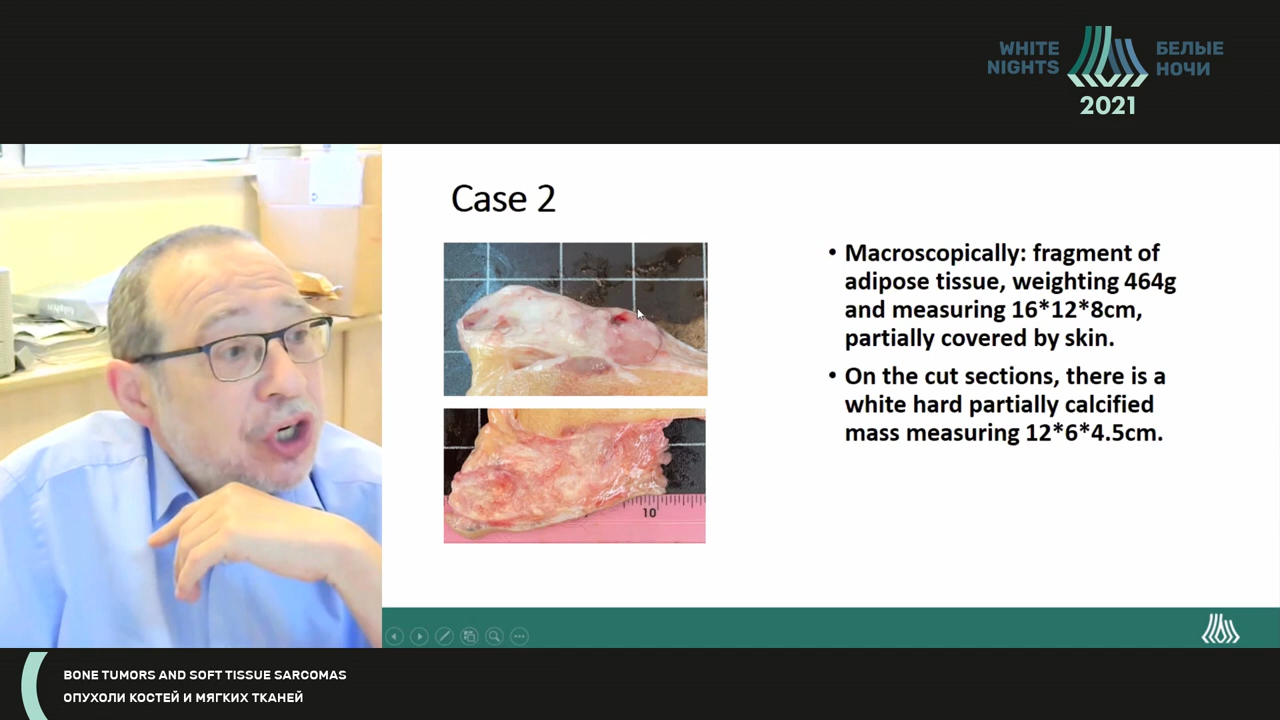 WHITE
NIGHTS
БЕЛЫЕ
НОЧИ
2021
Case 2
• Macroscopically: fragment of
adipose tissue, weighting 464g
and measuring 16*12*8cm,
partially covered by skin.
• On the cut sections, there is a
white hard partially calcified
mass measuring 12*6*4.5cm.
10
BONE TUMORS AND SOFT TISSUE SARCOMAS
ОПУХОЛИ КОСТЕЙ И МЯГКИХ ТКАНЕЙ